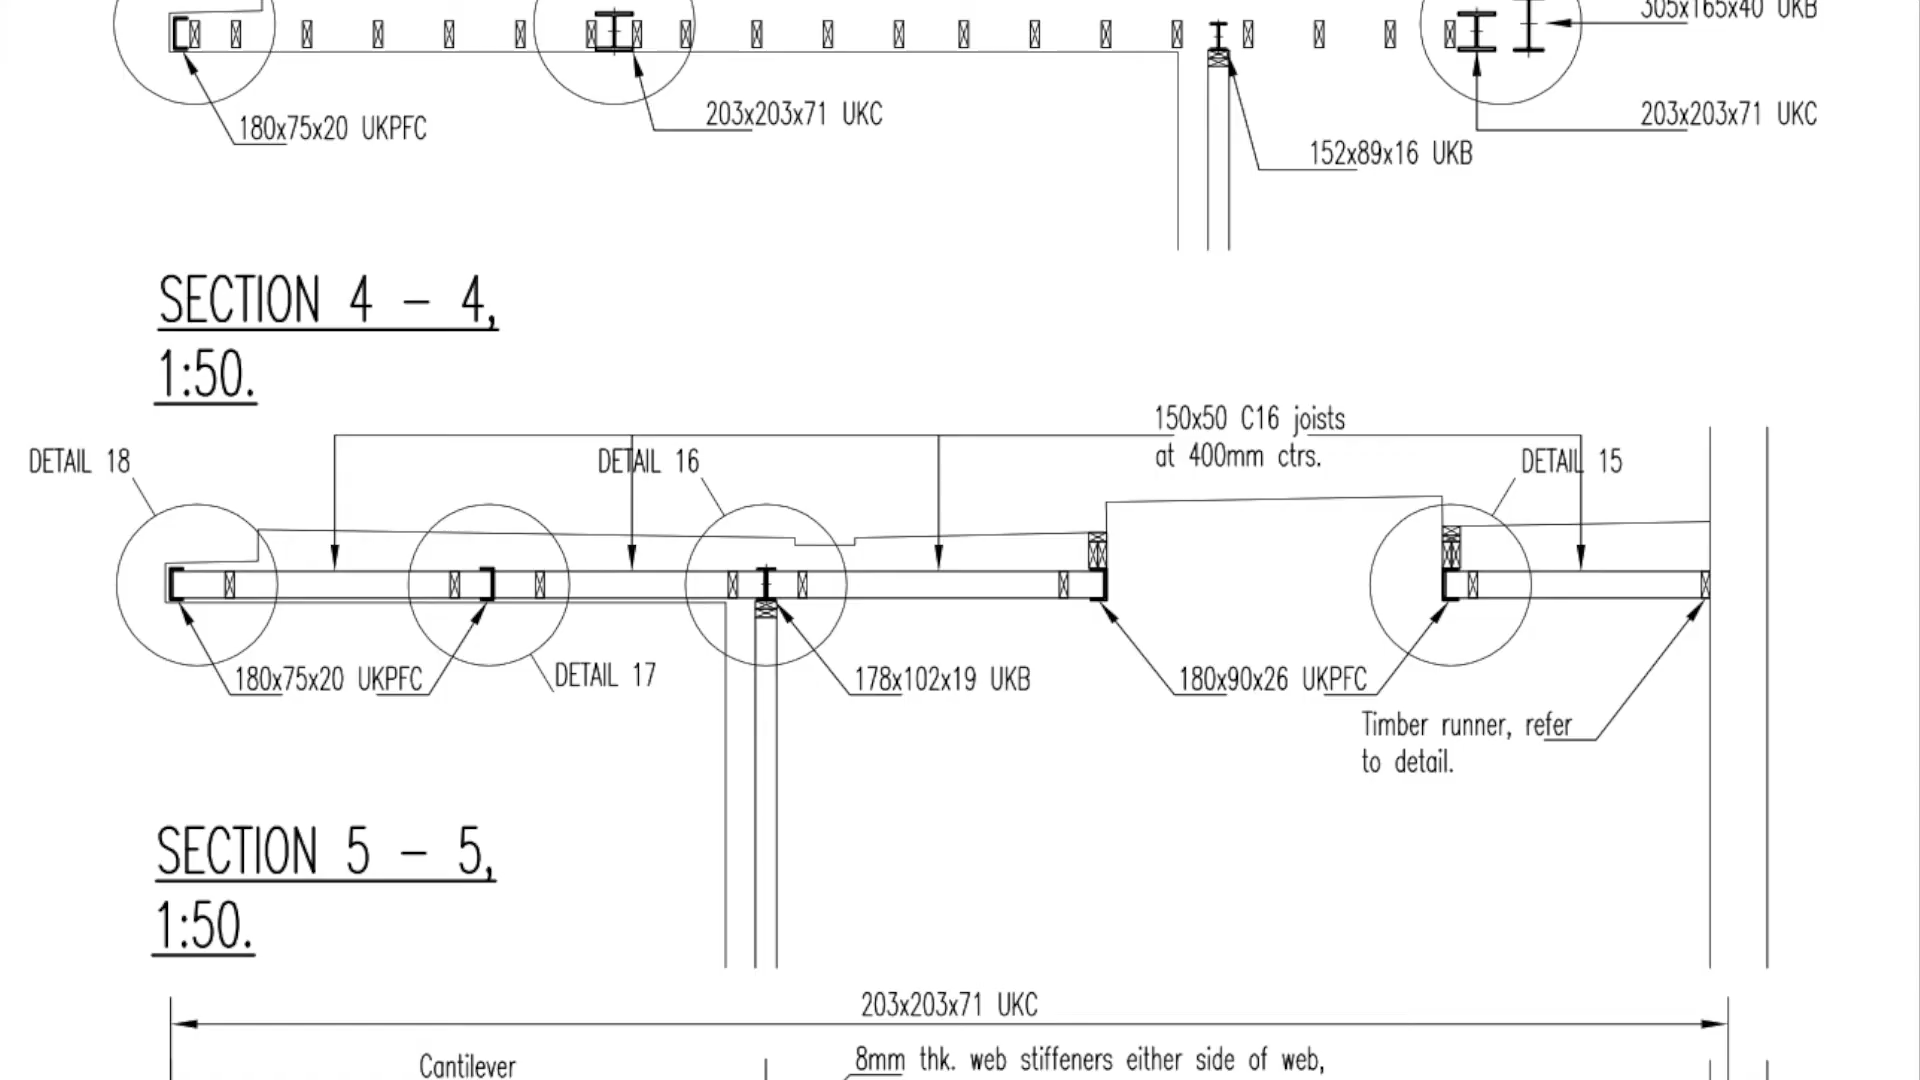 305x165x40 UKB
180x75x20 UKPFC
203x203x71 UKC
152x89x16 UKB
203x203x71 UKC
SECTION 4 - 4,
1:50.
150x50 C16 joists
at 400mm ctrs.
DETAIL 18
DETAIL 16
DETAIL 15
180x75x20 UKPFC
DETAIL 17
178x102x19 UKB
180x90x26 UKPFC
Timber runner, refer
to detail.
SECTION 5 - 5,
1:50.
203x203x71 UKC
Cantilever
8mm thk. web stiffeners either side of web,